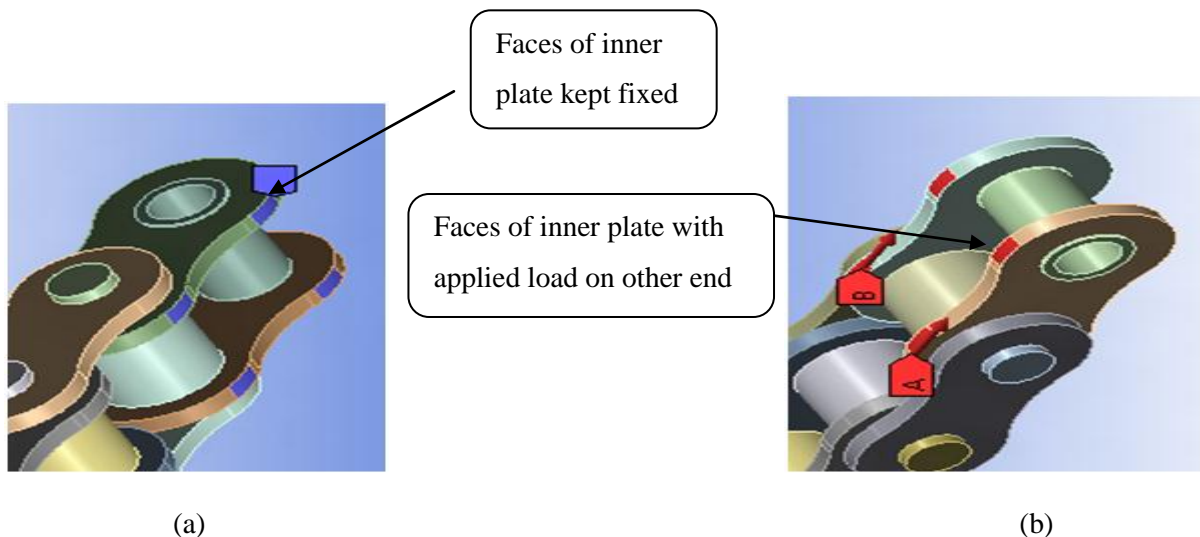 Faces of inner
plate kept fixed
Faces of inner plate with
applied load on other end
B
A
(a)
(b)